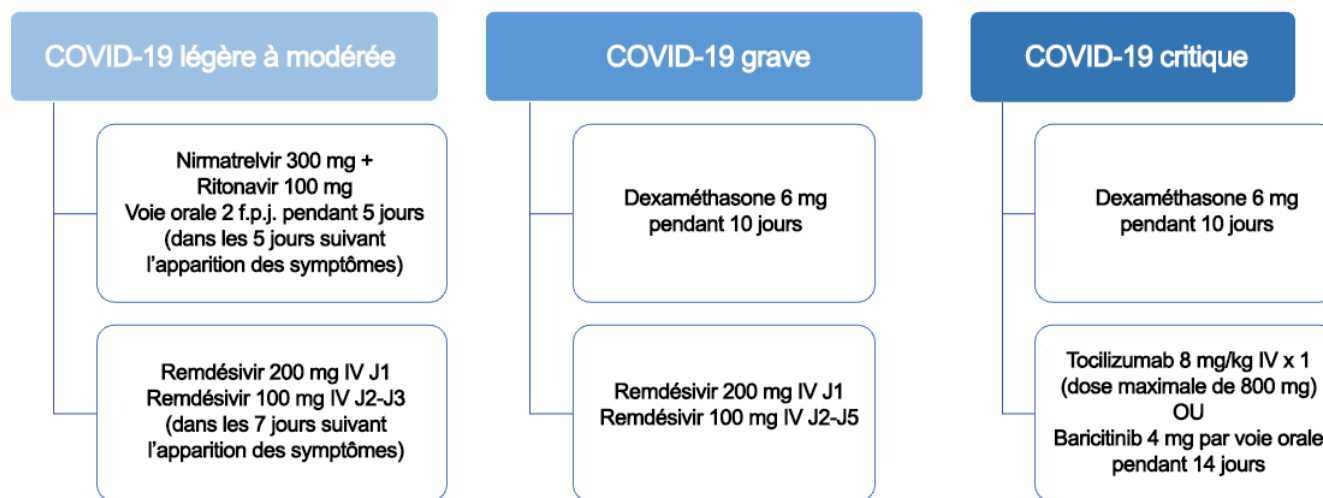 COVID-19 légère à modérée
Nirmatrelvir 300 mg +
Ritonavir 100 mg
Voie orale 2 f.p.j. pendant 5 jours
(dans les 5 jours suivant
l'apparition des symptômes)
Remdésivir 200 mg IV J1
Remdésivir 100 mg IV J2-J3
(dans les 7 jours suivant
l'apparition des symptômes)
COVID-19 grave
Dexaméthasone 6 mg
pendant 10 jours
Remdésivir 200 mg IV J1
Remdésivir 100 mg IV J2-J5
COVID-19 critique
Dexaméthasone 6 mg
pendant 10 jours
Tocilizumab 8 mg/kg IV x 1
(dose maximale de 800 mg)
OU
Baricitinib 4 mg par voie orale
pendant 14 jours